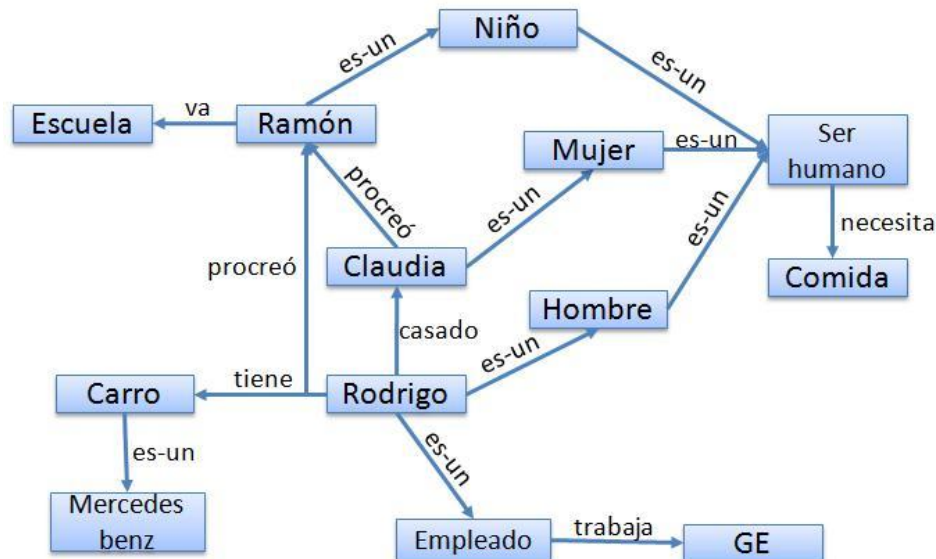 Niño
es-un
es-un
va
Escuela
Ramón
Ser
humano
Mujer
es-un
procreó
es-un
es-un
necesita
procreó
Claudia
Comida
Hombre
casado
es-un
tiene
Carro
Rodrigo
es-un
es-un
Mercedes
benz
Empleado
trabaja
GE